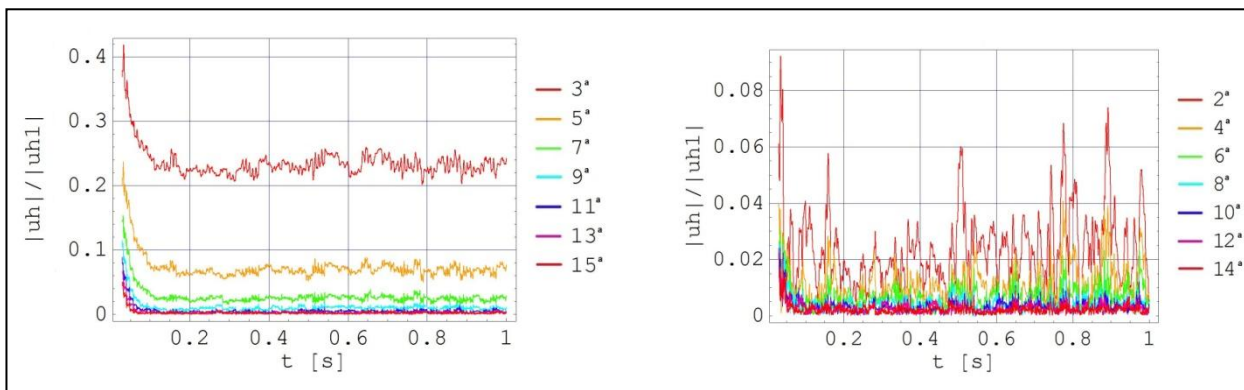 0.4
0.3
0.2
0.1
0
|uh|/|uh1|
0.2 0.4 0.6 0.8 1
t [s]
3ª
5ª
7ª
9ª
11ª
13ª
15ª
0.08
0.06
0.04
0.02
0
|uh|/|uh1|
0.2 0.4 0.6 0.8 1
t [s]
2ª
4ª
6ª
8ª
10ª
12ª
14ª